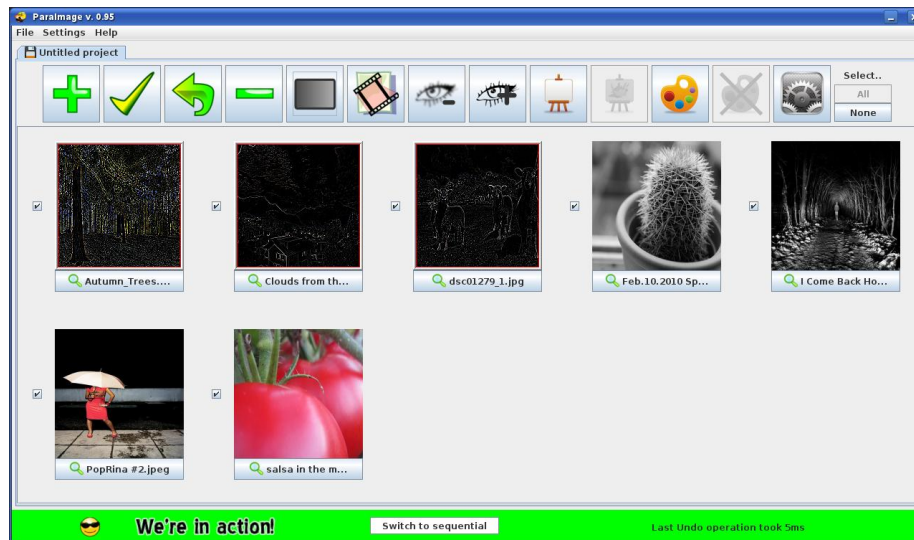 ParaImage v. 0.95
File Settings Help
Untitled project
Select..
All
None
Autumn_Trees....
Clouds from th...
dsc01279_1.jpg
Feb.10.2010 Sp...
I Come Back Ho...
PopRina #2.jpeg
salsa in the m...
We're in action!
Switch to sequential
Last Undo operation took 5ms